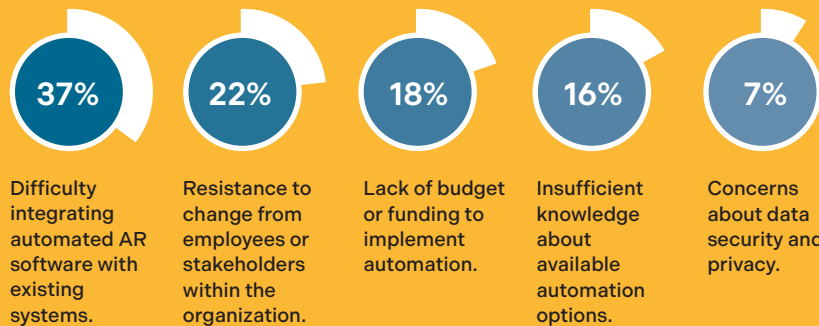 37%
22%
18%
16%
7%
Difficulty
integrating
automated AR
software with
existing
systems.
Resistance to
change from
employees or
stakeholders
within the
organization.
Lack of budget
or funding to
implement
automation.
Insufficient
knowledge
about
available
automation
options.
Concerns
about data
security and
privacy.